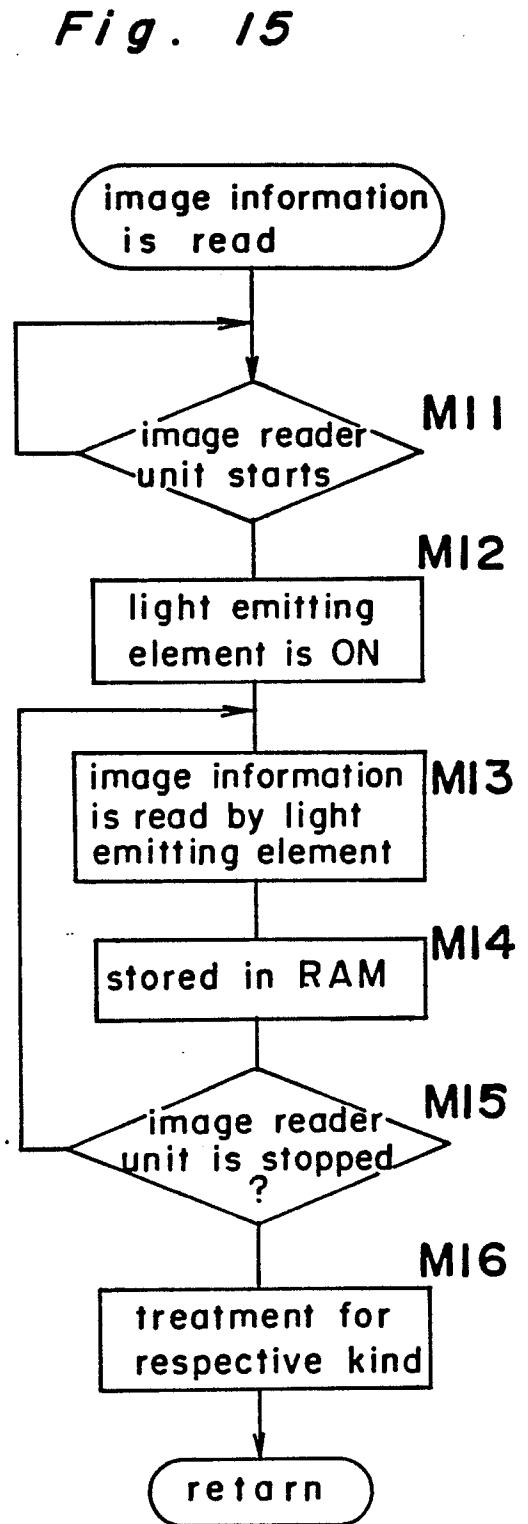 Fig. 15
image information
is read
M11
image reader
unit starts
M12
light emitting
element is ON
M13
image information
is read by light
emitting element
M14
stored in RAM
M15
image reader
unit is stopped
?
M16
treatment for
respective kind
retarn